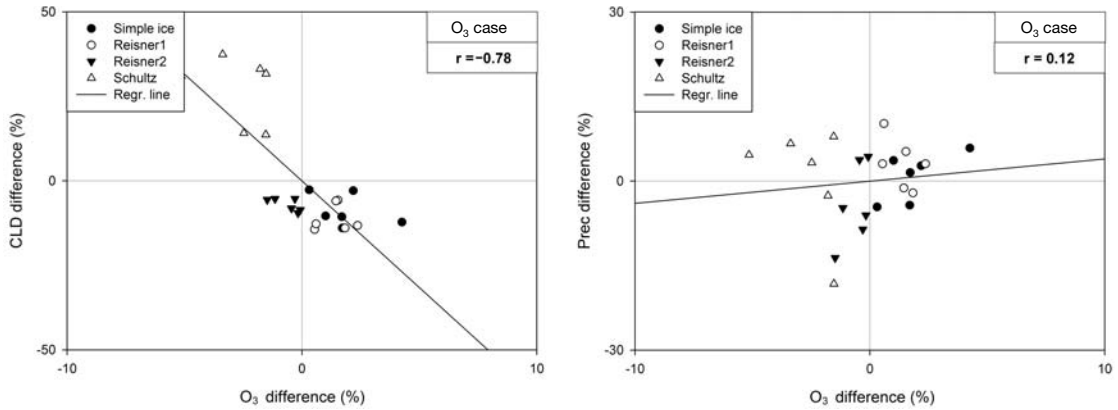 50
0
-50
-10
0
10
CLD difference (%)
O₃ difference (%)
Simple ice
Reisner1
Reisner2
Schultz
Regr. line
O₃ case
r =−0.78
30
0
-30
-10
0
10
Prec difference (%)
O₃ difference (%)
Simple ice
Reisner1
Reisner2
Schultz
Regr. line
O₃ case
r = 0.12